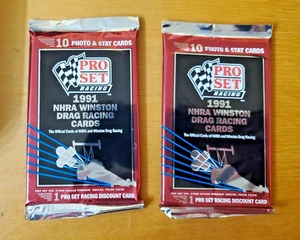 10 PHOTO & STAT CARDS
PRO
SET
RACING
1991
NHRA WINSTON
DRAG RACING
CARDS
The Official Cards of NHRA and Winston Drag Racing
1 PRO SET RACING DISCOUNT CARD
10 PHOTO & STAT CARDS
PRO
SET
RACING
1991
NHRA WINSTON
DRAG RACING
CARDS
The Official Cards of NHRA and Winston Drag Racing
1 PRO SET RACING DISCOUNT CARD